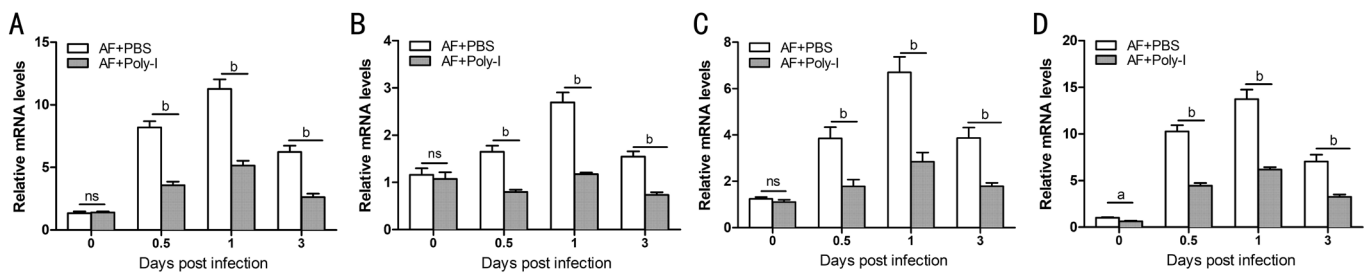 A
Relative mRNA levels
15
10
5
0
AF+PBS
AF+Poly-I
ns
b
b
b
0 0.5 1 3
Days post infection
B
Relative mRNA levels
4
3
2
1
0
AF+PBS
AF+Poly-I
ns
b
b
b
0 0.5 1 3
Days post infection
C
Relative mRNA levels
8
6
4
2
0
AF+PBS
AF+Poly-I
ns
b
b
b
0 0.5 1 3
Days post infection
D
Relative mRNA levels
20
15
10
5
0
AF+PBS
AF+Poly-I
a
b
b
b
0 0.5 1 3
Days post infection